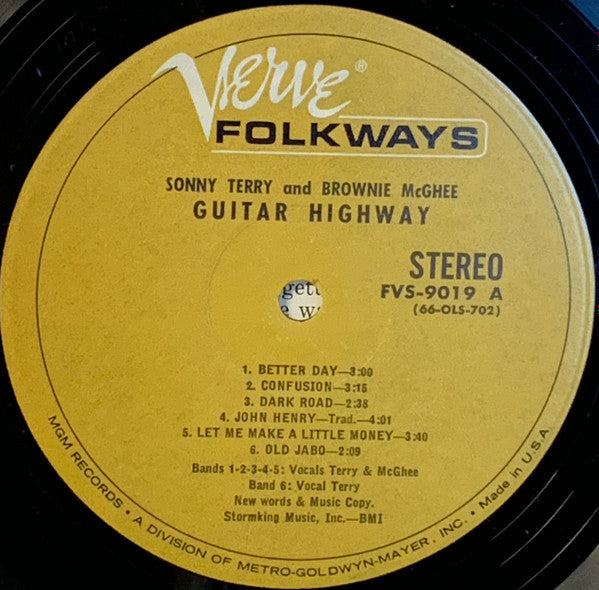 Verve®
FOLKWAYS
SONNY TERRY and BROWNIE McGHEE
GUITAR HIGHWAY
STEREO
FVS-9019 A
(66-OLS-702)
1. BETTER DAY—3:00
2. CONFUSION—3:15
3. DARK ROAD—2:38
4. JOHN HENRY—Trad.—4:01
5. LET ME MAKE A LITTLE MONEY—3:40
6. OLD JABO—2:09
Bands 1-2-3-4-5: Vocals Terry & McGhee
Band 6: Vocal Terry
New words & Music Copy.
Stormking Music, Inc.—BMI
MGM RECORDS • A DIVISION OF METRO-GOLDWYN-MAYER, INC. • Made in U.S.A.